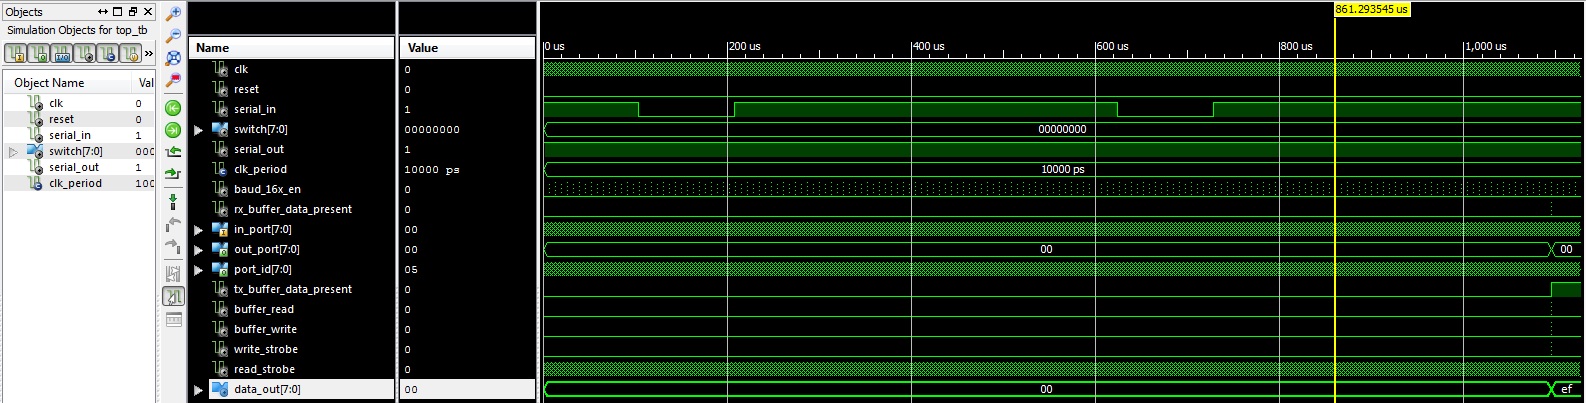 Objects
Simulation Objects for top_tb
»
Object Name Val
clk 0
reset 0
serial_in 1
switch[7:0] 000
serial_out 1
clk_period 100
Name Value
clk 0
reset 0
serial_in 1
switch[7:0] 00000000
serial_out 1
clk_period 10000 ps
baud_16x_en 0
rx_buffer_data_present 0
in_port[7:0] 00
out_port[7:0] 00
port_id[7:0] 05
tx_buffer_data_present 0
buffer_read 0
buffer_write 0
write_strobe 0
read_strobe 0
data_out[7:0] 00
861.293545 us
0 us 200 us 400 us 600 us 800 us 1,000 us
00000000
10000 ps
00 00
00 ef